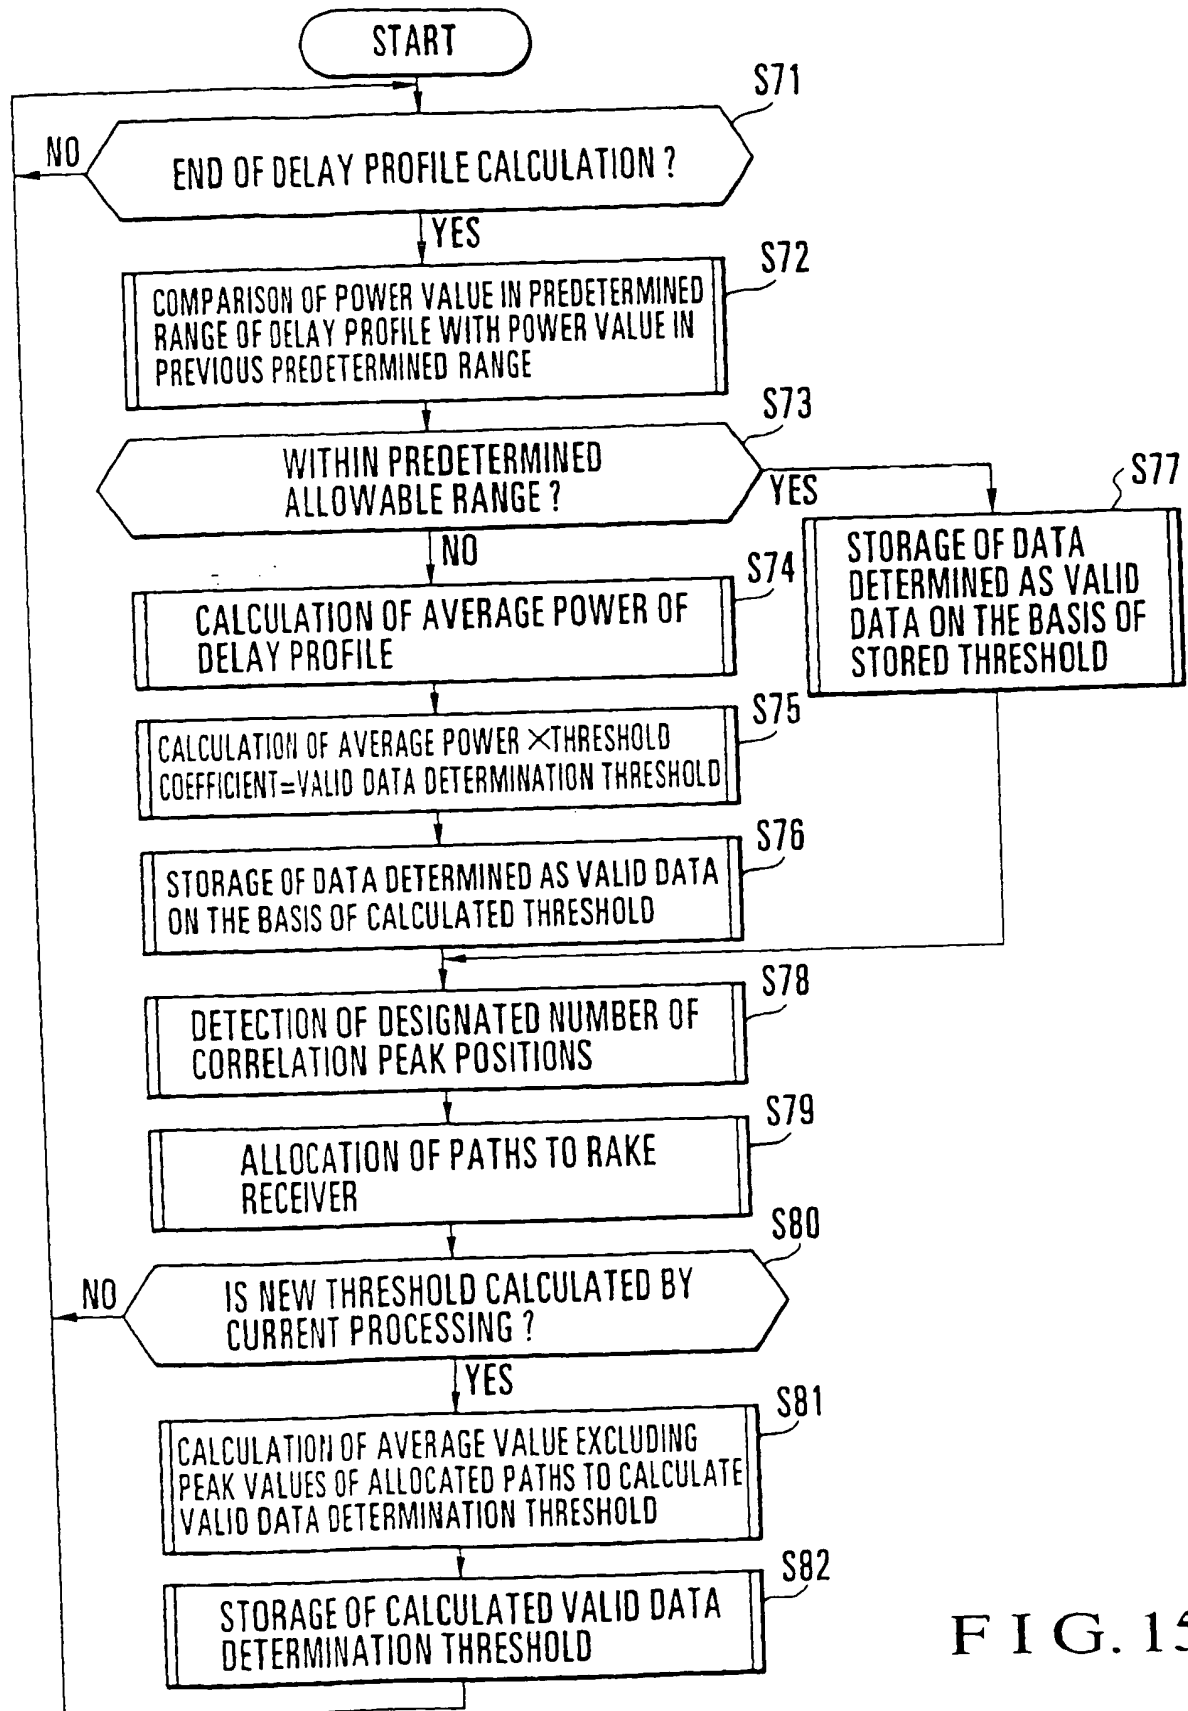 START
S71
NO
END OF DELAY PROFILE CALCULATION ?
YES
S72
COMPARISON OF POWER VALUE IN PREDETERMINED
RANGE OF DELAY PROFILE WITH POWER VALUE IN
PREVIOUS PREDETERMINED RANGE
S73
WITHIN PREDETERMINED
ALLOWABLE RANGE ?
YES
S77
NO
STORAGE OF DATA
DETERMINED AS VALID
DATA ON THE BASIS OF
STORED THRESHOLD
S74
CALCULATION OF AVERAGE POWER OF
DELAY PROFILE
S75
CALCULATION OF AVERAGE POWER ×THRESHOLD
COEFFICIENT=VALID DATA DETERMINATION THRESHOLD
S76
STORAGE OF DATA DETERMINED AS VALID DATA
ON THE BASIS OF CALCULATED THRESHOLD
S78
DETECTION OF DESIGNATED NUMBER OF
CORRELATION PEAK POSITIONS
S79
ALLOCATION OF PATHS TO RAKE
RECEIVER
S80
NO
IS NEW THRESHOLD CALCULATED BY
CURRENT PROCESSING ?
YES
S81
CALCULATION OF AVERAGE VALUE EXCLUDING
PEAK VALUES OF ALLOCATED PATHS TO CALCULATE
VALID DATA DETERMINATION THRESHOLD
S82
STORAGE OF CALCULATED VALID DATA
DETERMINATION THRESHOLD
FIG. 15